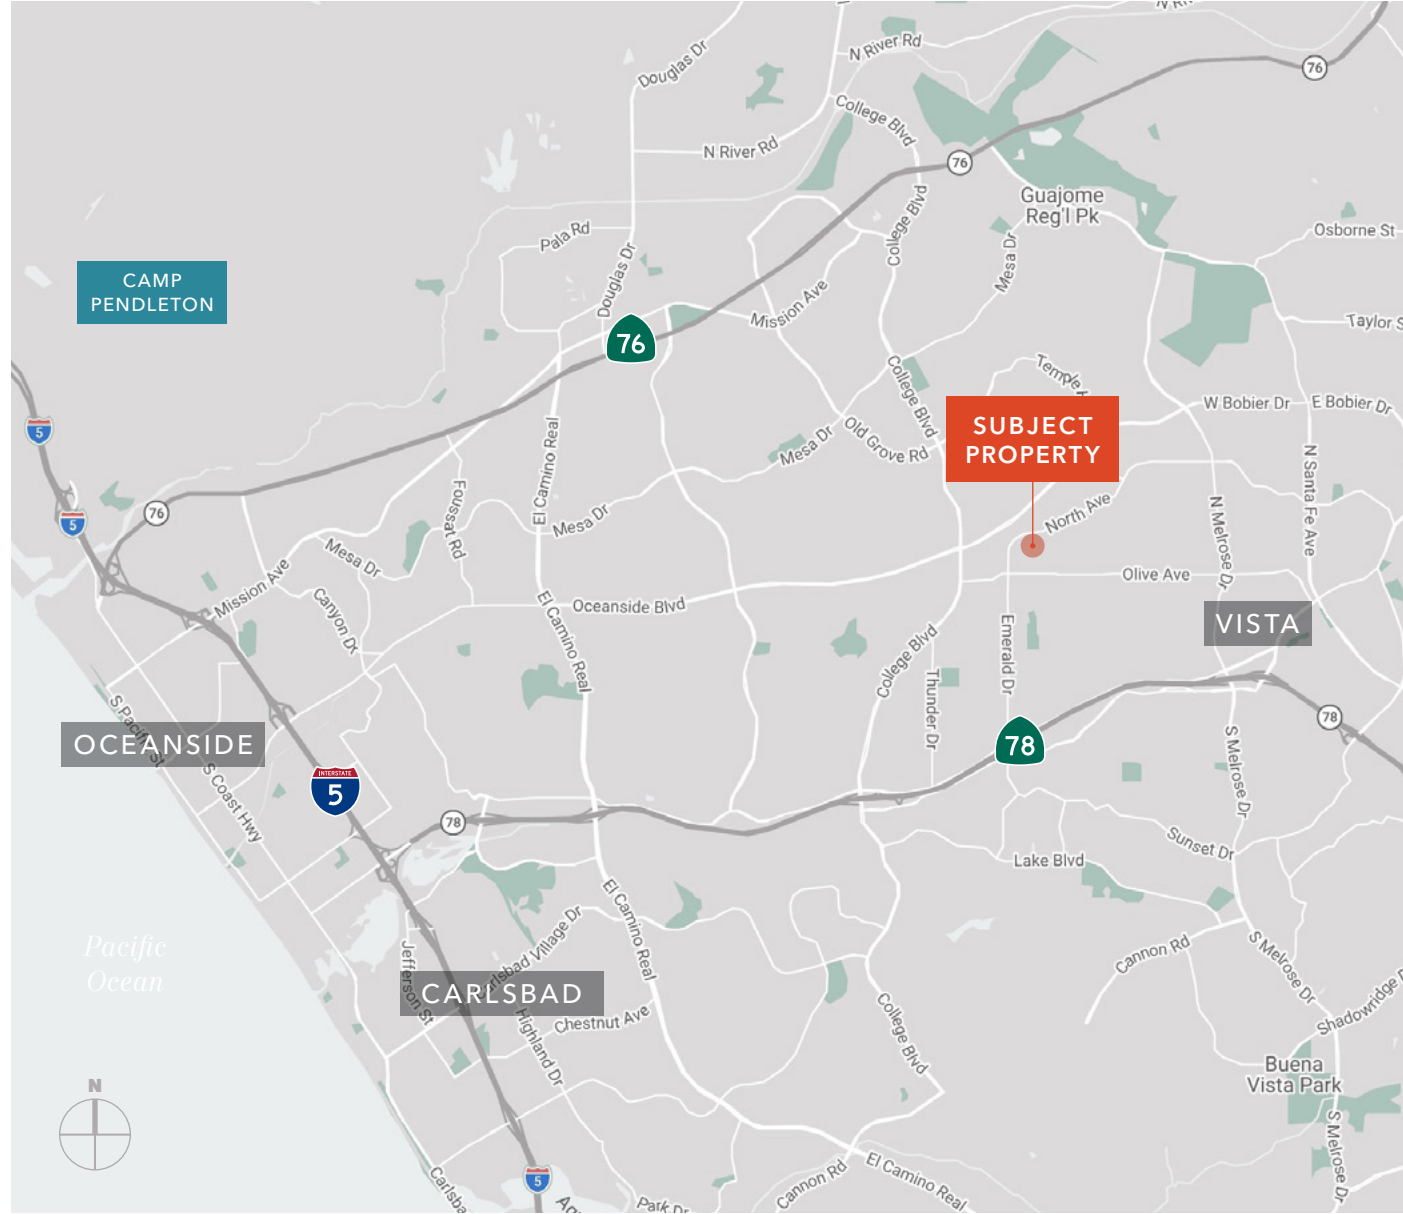 N River Rd
Douglas Dr
76
College Blvd
N River Rd
76
Guajome
Reg'l Pk
College Blvd
Pala Rd
Mesa Dr
Osborne St
CAMP
PENDLETON
Douglas Dr
Mission Ave
76
Taylor S
College Blvd
W Bobier Dr
E Bobier Dr
5
SUBJECT
PROPERTY
Mesa Dr
Old Grove Rd
El Camino Real
N Santa Fe Ave
76
5
Mesa Dr
North Ave
N Melrose Dr
Mesa Dr
Mission Ave
Canyon Dr
Olive Ave
Oceanside Blvd
El Camino Real
Emerald Dr
VISTA
College Blvd
Thunder Dr
S Pacific St
78
78
OCEANSIDE
S Coast Hwy
S Melrose Dr
INTERSTATE
5
78
Sunset Dr
Lake Blvd
Pacific
Ocean
El Camino Real
Carlsbad Village Dr
Jefferson St
Cannon Rd
S Melrose Dr
CARLSBAD
Chestnut Ave
Highland Dr
College Blvd
Shadowridge
Buena
Vista Park
N
S Melrose Dr
5
Cannon Rd
El Camino Real
Carlsba
Park Dr